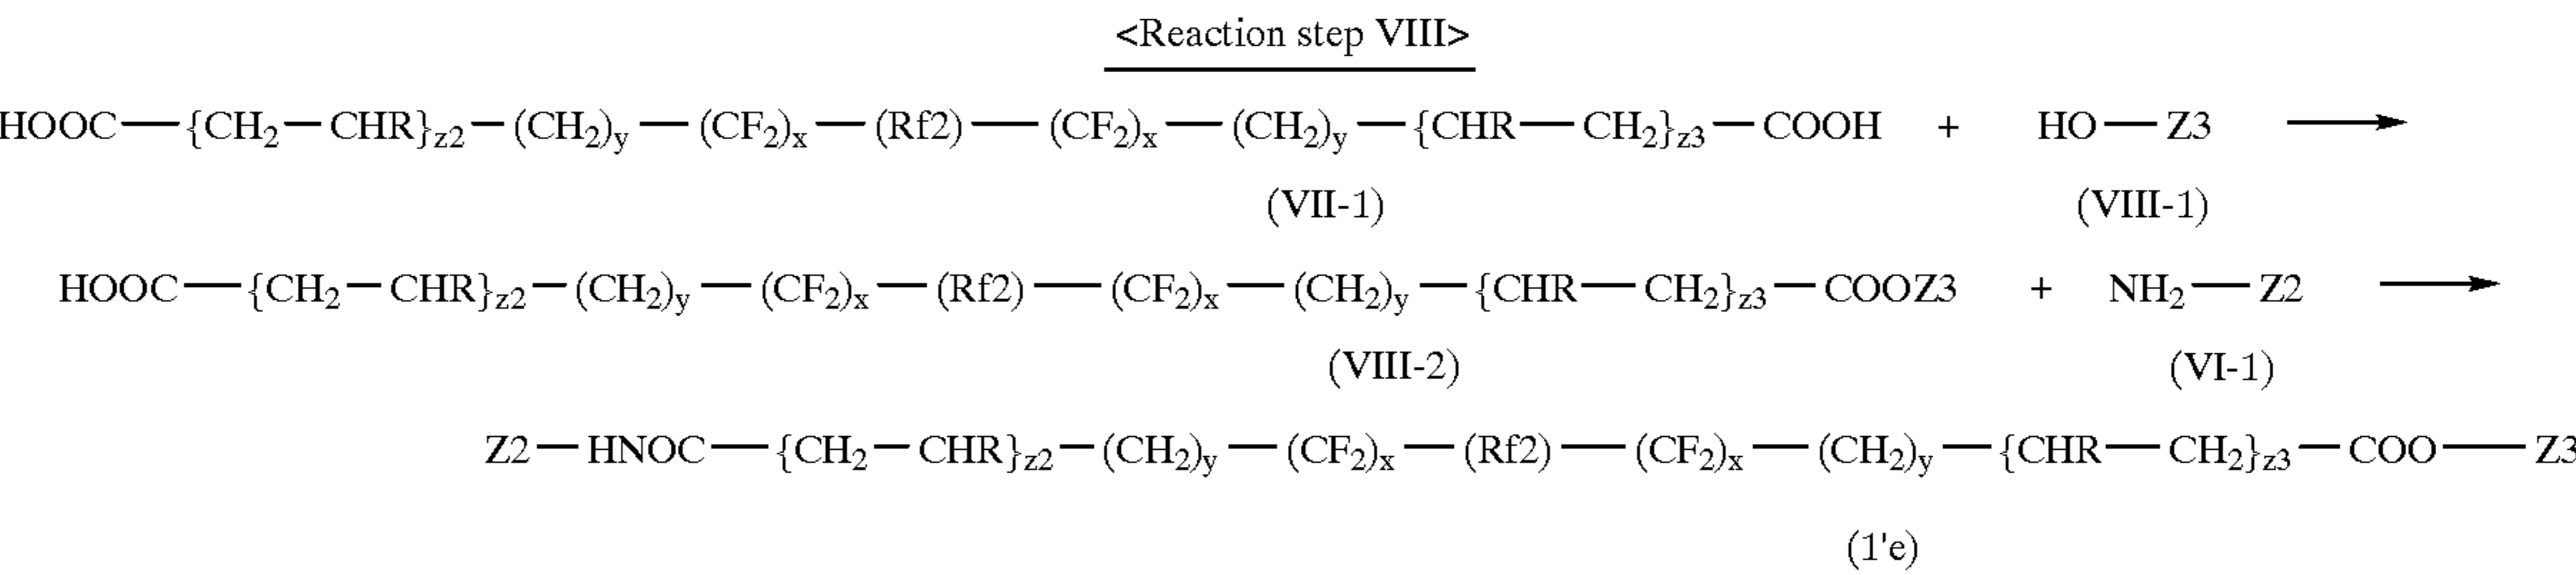 <Reaction step VIII>
HOOC—{CH₂—CHR}z2—(CH₂)y—(CF₂)x—(Rf2)—(CF₂)x—(CH₂)y—{CHR—CH₂}z3—COOH + HO—Z3 ⟶
(VII-1) (VIII-1)
HOOC—{CH₂—CHR}z2—(CH₂)y—(CF₂)x—(Rf2)—(CF₂)x—(CH₂)y—{CHR—CH₂}z3—COOZ3 + NH₂—Z2 ⟶
(VIII-2) (VI-1)
Z2—HNOC—{CH₂—CHR}z2—(CH₂)y—(CF₂)x—(Rf2)—(CF₂)x—(CH₂)y—{CHR—CH₂}z3—COO—Z3
(1'e)